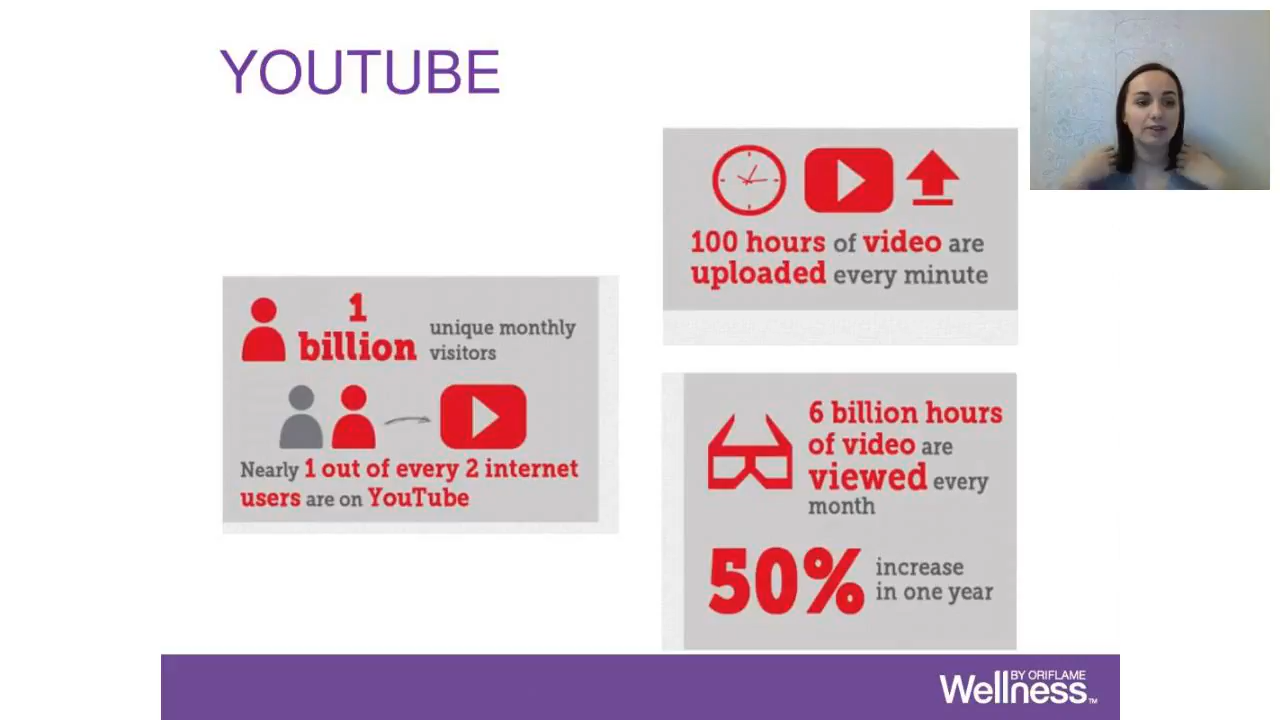 YOUTUBE
100 hours of video are
uploaded every minute
1
billion
unique monthly
visitors
Nearly 1 out of every 2 internet
users are on YouTube
6 billion hours
of video are
viewed every
month
50%
increase
in one year
BY ORIFLAME
Wellness™